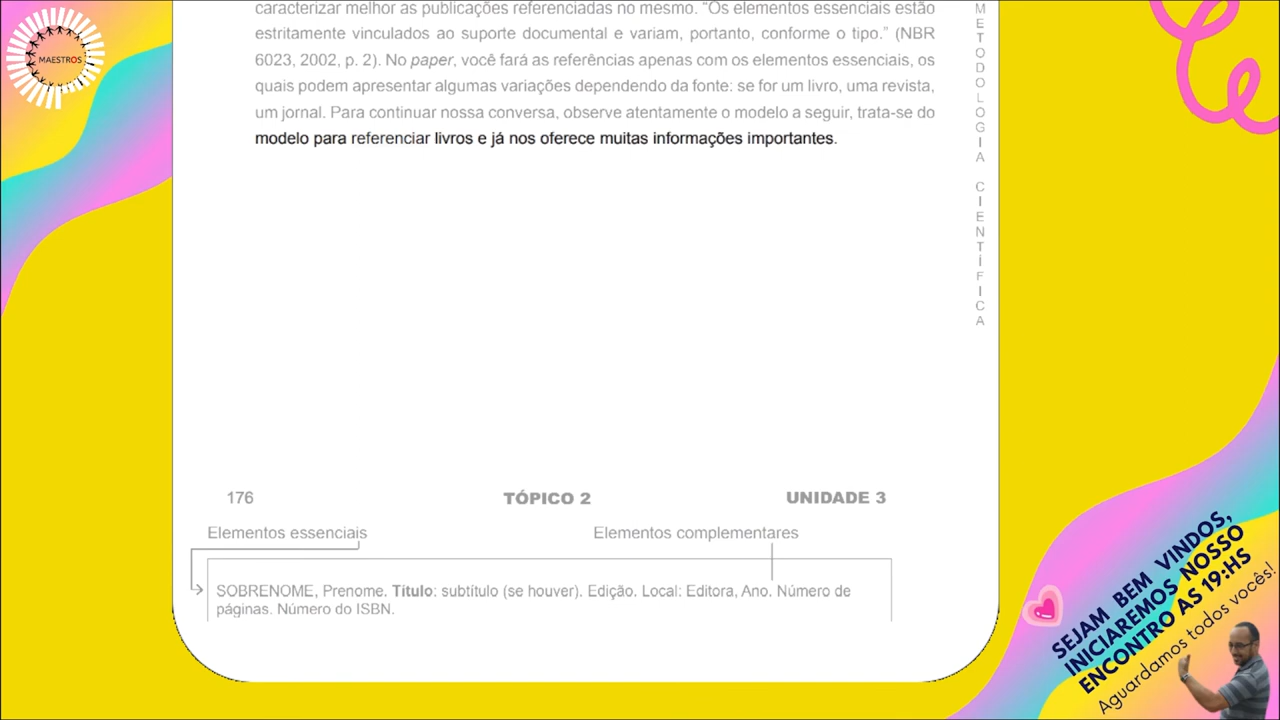 MAESTROS
caracterizar melhor as publicações referenciadas no mesmo. “Os elementos essenciais estão
estritamente vinculados ao suporte documental e variam, portanto, conforme o tipo.” (NBR
6023, 2002, p. 2). No paper, você fará as referências apenas com os elementos essenciais, os
quais podem apresentar algumas variações dependendo da fonte: se for um livro, uma revista,
um jornal. Para continuar nossa conversa, observe atentamente o modelo a seguir, trata-se do
modelo para referenciar livros e já nos oferece muitas informações importantes.
METODOLOGIA CIENTÍFICA
176 TÓPICO 2 UNIDADE 3
Elementos essenciais Elementos complementares
SOBRENOME, Prenome. Título: subtítulo (se houver). Edição. Local: Editora, Ano. Número de
páginas. Número do ISBN.
SEJAM BEM VINDOS,
INICIAREMOS NOSSO
ENCONTRO AS 19:HS
Aguardamos todos vocês!